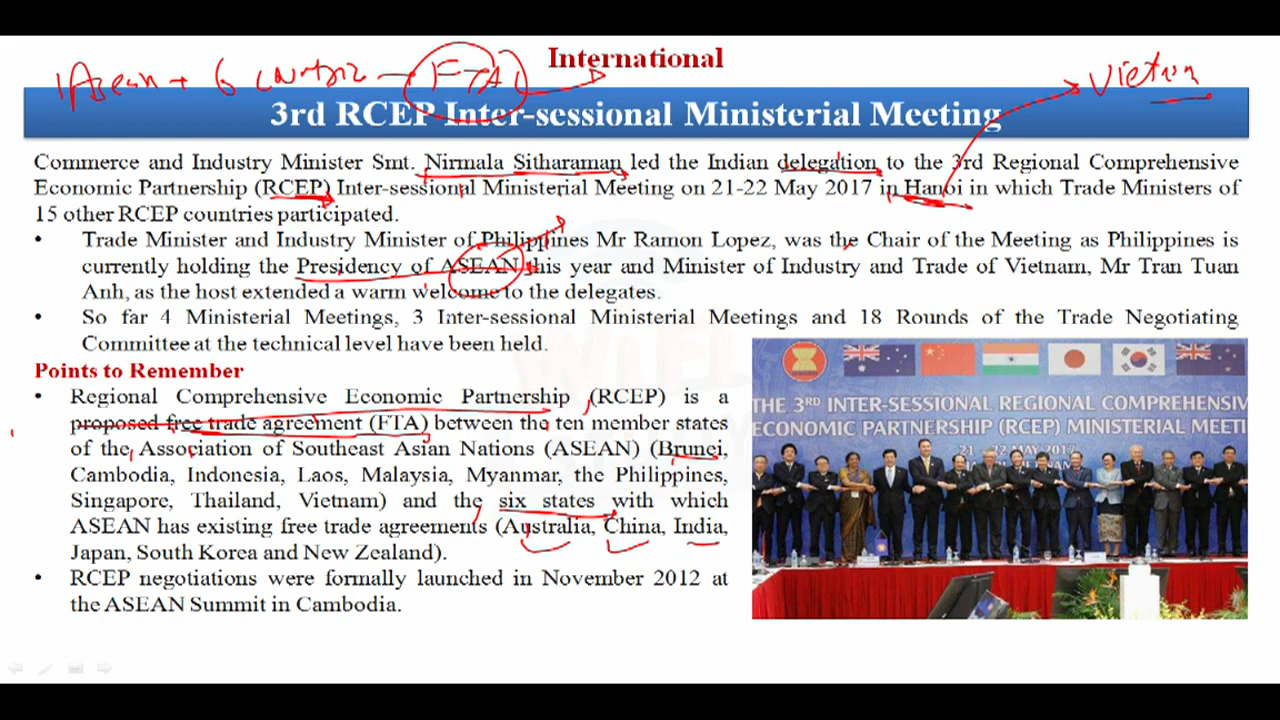 International
Asean + 6 countries - FTA
Vietnam
3rd RCEP Inter-sessional Ministerial Meeting
Commerce and Industry Minister Smt. Nirmala Sitharaman led the Indian delegation to the 3rd Regional Comprehensive
Economic Partnership (RCEP) Inter-sessional Ministerial Meeting on 21-22 May 2017 in Hanoi in which Trade Ministers of
15 other RCEP countries participated.
• Trade Minister and Industry Minister of Philippines Mr Ramon Lopez, was the Chair of the Meeting as Philippines is
currently holding the Presidency of ASEAN this year and Minister of Industry and Trade of Vietnam, Mr Tran Tuan
Anh, as the host extended a warm welcome to the delegates.
• So far 4 Ministerial Meetings, 3 Inter-sessional Ministerial Meetings and 18 Rounds of the Trade Negotiating
Committee at the technical level have been held.
Points to Remember
• Regional Comprehensive Economic Partnership (RCEP) is a
proposed free trade agreement (FTA) between the ten member states
of the Association of Southeast Asian Nations (ASEAN) (Brunei,
Cambodia, Indonesia, Laos, Malaysia, Myanmar, the Philippines,
Singapore, Thailand, Vietnam) and the six states with which
ASEAN has existing free trade agreements (Australia, China, India,
Japan, South Korea and New Zealand).
• RCEP negotiations were formally launched in November 2012 at
the ASEAN Summit in Cambodia.
THE 3RD INTER-SESSIONAL REGIONAL COMPREHENSIVE
ECONOMIC PARTNERSHIP (RCEP) MINISTERIAL MEET
21-22 MAY 2017